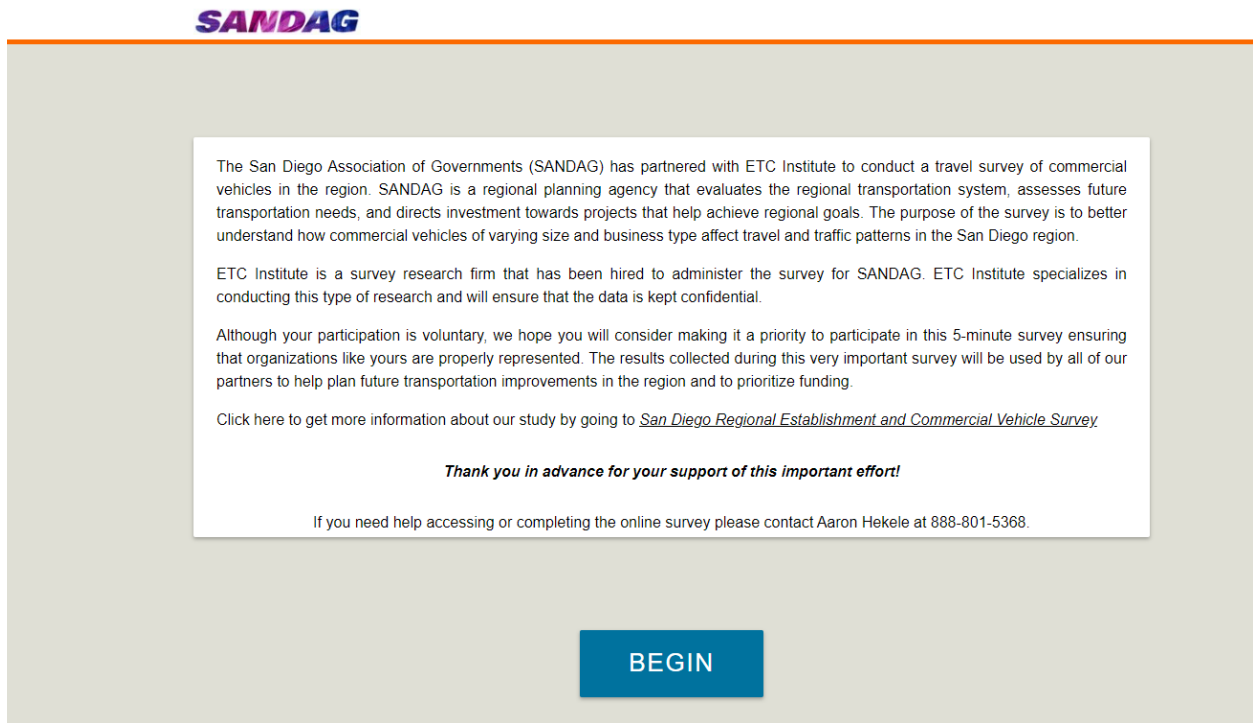 SANDAG
The San Diego Association of Governments (SANDAG) has partnered with ETC Institute to conduct a travel survey of commercial
vehicles in the region. SANDAG is a regional planning agency that evaluates the regional transportation system, assesses future
transportation needs, and directs investment towards projects that help achieve regional goals. The purpose of the survey is to better
understand how commercial vehicles of varying size and business type affect travel and traffic patterns in the San Diego region.
ETC Institute is a survey research firm that has been hired to administer the survey for SANDAG. ETC Institute specializes in
conducting this type of research and will ensure that the data is kept confidential.
Although your participation is voluntary, we hope you will consider making it a priority to participate in this 5-minute survey ensuring
that organizations like yours are properly represented. The results collected during this very important survey will be used by all of our
partners to help plan future transportation improvements in the region and to prioritize funding.
Click here to get more information about our study by going to San Diego Regional Establishment and Commercial Vehicle Survey
Thank you in advance for your support of this important effort!
If you need help accessing or completing the online survey please contact Aaron Hekele at 888-801-5368.
BEGIN